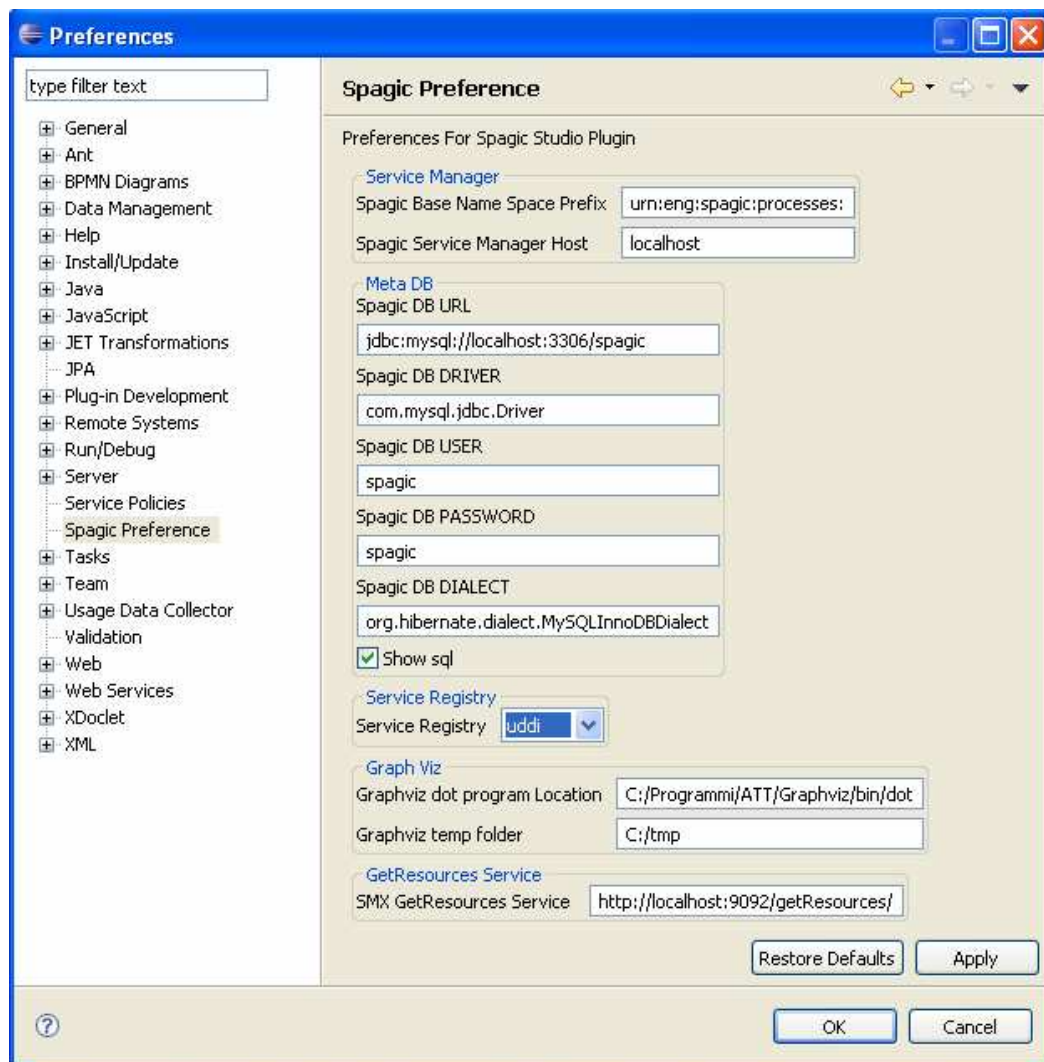 Preferences
type filter text
General
Ant
BPMN Diagrams
Data Management
Help
Install/Update
Java
JavaScript
JET Transformations
JPA
Plug-in Development
Remote Systems
Run/Debug
Server
Service Policies
Spagic Preference
Tasks
Team
Usage Data Collector
Validation
Web
Web Services
XDoclet
XML
Spagic Preference
Preferences For Spagic Studio Plugin
Service Manager
Spagic Base Name Space Prefix urn:eng:spagic:processes:
Spagic Service Manager Host localhost
Meta DB
Spagic DB URL
jdbc:mysql://localhost:3306/spagic
Spagic DB DRIVER
com.mysql.jdbc.Driver
Spagic DB USER
spagic
Spagic DB PASSWORD
spagic
Spagic DB DIALECT
org.hibernate.dialect.MySQLInnoDBDialect
Show sql
Service Registry
Service Registry uddi
Graph Viz
Graphviz dot program Location C:/Programmi/ATT/Graphviz/bin/dot
Graphviz temp folder C:/tmp
GetResources Service
SMX GetResources Service http://localhost:9092/getResources/
Restore Defaults Apply
? OK Cancel